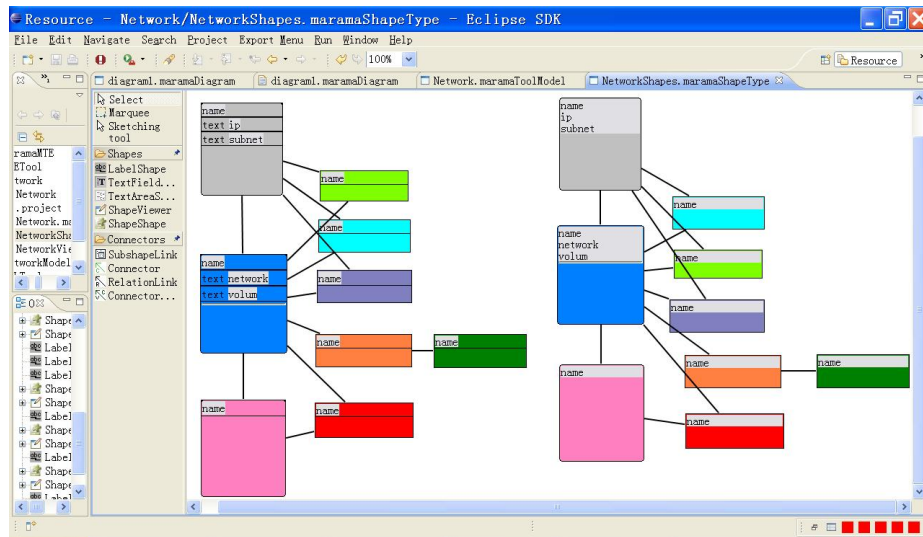 Resource - Network/NetworkShapes.maramaShapeType - Eclipse SDK
File Edit Navigate Search Project Export Menu Run Window Help
100%
Resource
diagram1.maramaDiagram
diagram1.maramaDiagram
Network.maramaToolModel
NetworkShapes.maramaShapeType
ramaMTE
ETool
twork
Network
.project
Network.ma
NetworkSha
NetworkVie
tworkModel
Shape
Shape
Label
Label
Label
Shape
Shape
Label
Shape
Shape
Label
Shape
Shape
Label
Select
Marquee
Sketching
tool
Shapes
LabelShape
TextField...
TextAreaS...
ShapeViewer
ShapeShape
Connectors
SubshapeLink
Connector
RelationLink
Connector...
name
text ip
text subnet
name
name
name
text network
text volum
name
name
name
name
name
name
ip
subnet
name
name
network
volum
name
name
name
name
name
name